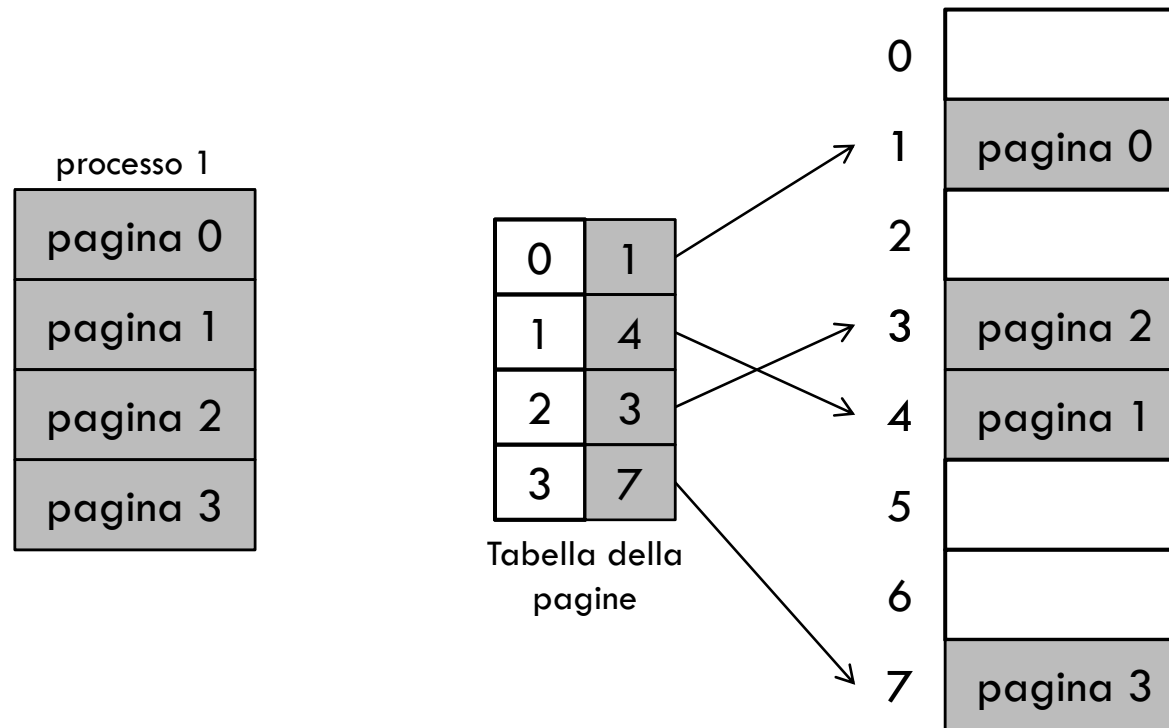 processo 1
pagina 0
pagina 1
pagina 2
pagina 3
0 1
1 4
2 3
3 7
Tabella della
pagine
0
1 pagina 0
2
3 pagina 2
4 pagina 1
5
6
7 pagina 3